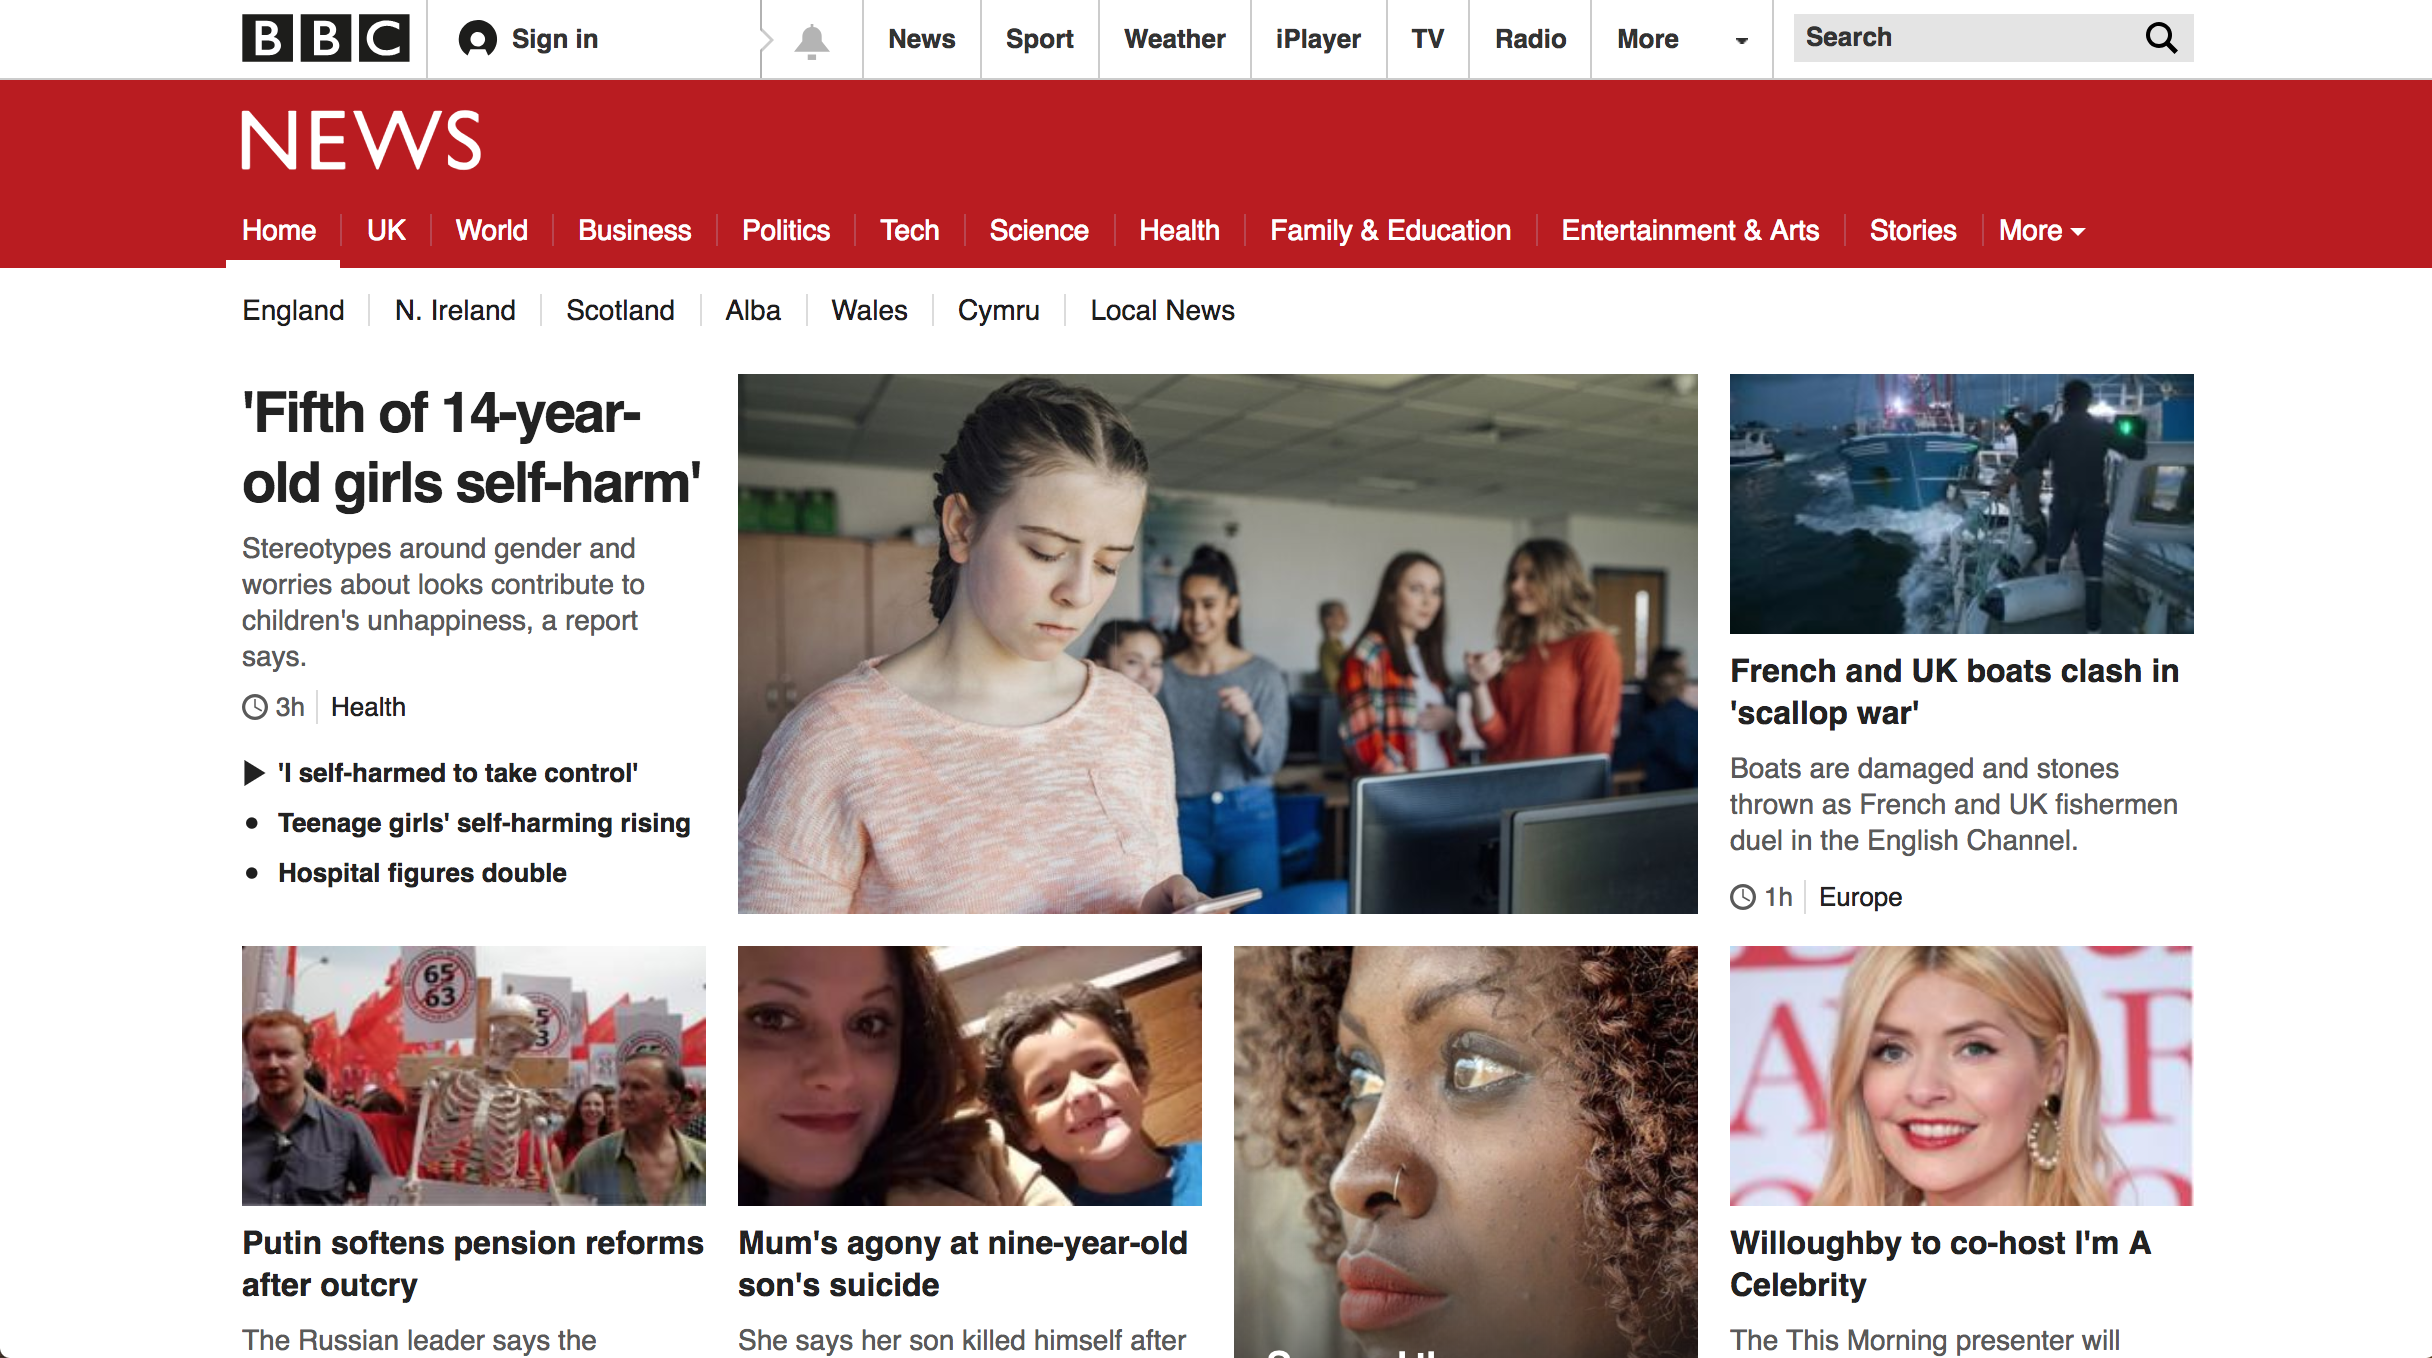 BBC
Sign in
News
Sport
Weather
iPlayer
TV
Radio
More
Search
NEWS
Home
UK
World
Business
Politics
Tech
Science
Health
Family & Education
Entertainment & Arts
Stories
More
England
N. Ireland
Scotland
Alba
Wales
Cymru
Local News
'Fifth of 14-year-
old girls self-harm'
Stereotypes around gender and
worries about looks contribute to
children's unhappiness, a report
says.
3h
Health
'I self-harmed to take control'
Teenage girls' self-harming rising
Hospital figures double
French and UK boats clash in
'scallop war'
Boats are damaged and stones
thrown as French and UK fishermen
duel in the English Channel.
1h
Europe
65
63
Putin softens pension reforms
after outcry
The Russian leader says the
Mum's agony at nine-year-old
son's suicide
She says her son killed himself after
Willoughby to co-host I'm A
Celebrity
The This Morning presenter will